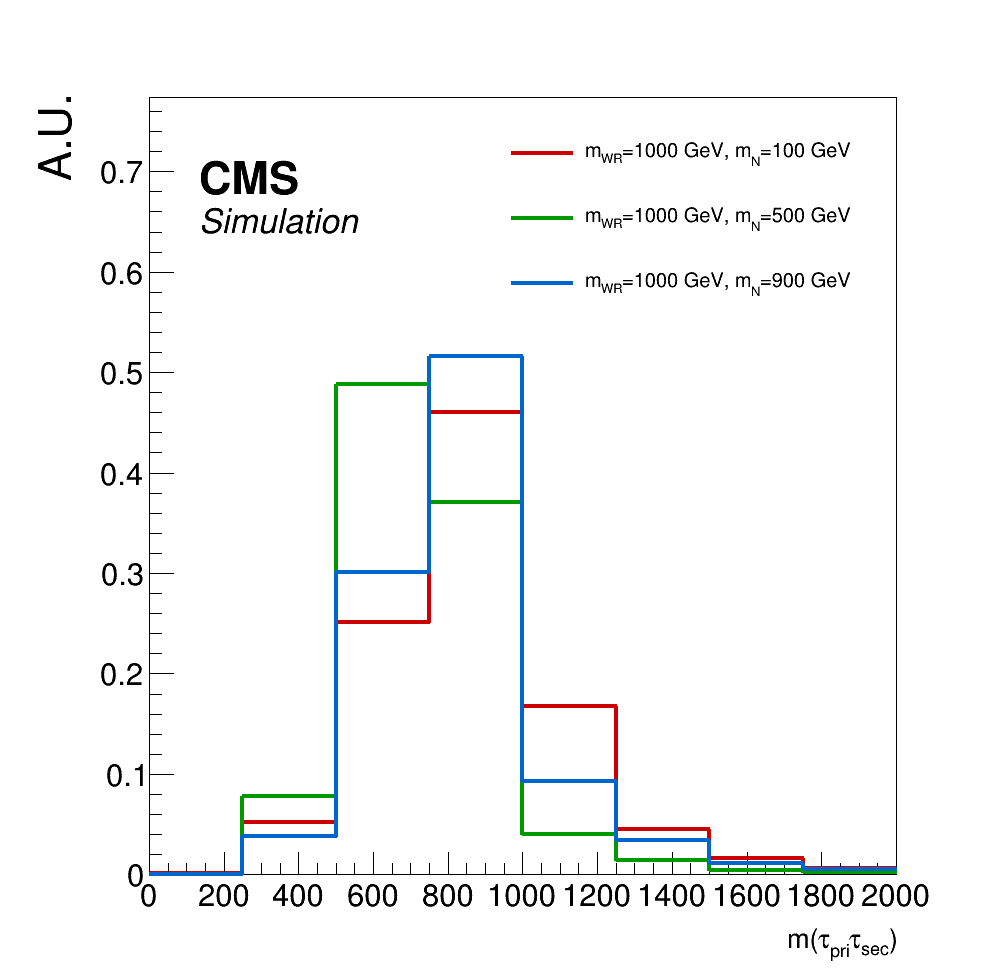 A.U.
CMS
Simulation
m_WR=1000 GeV, m_N=100 GeV
m_WR=1000 GeV, m_N=500 GeV
m_WR=1000 GeV, m_N=900 GeV
0.7
0.6
0.5
0.4
0.3
0.2
0.1
0
0 200 400 600 800 1000 1200 1400 1600 1800 2000
m(τ_pri τ_sec)